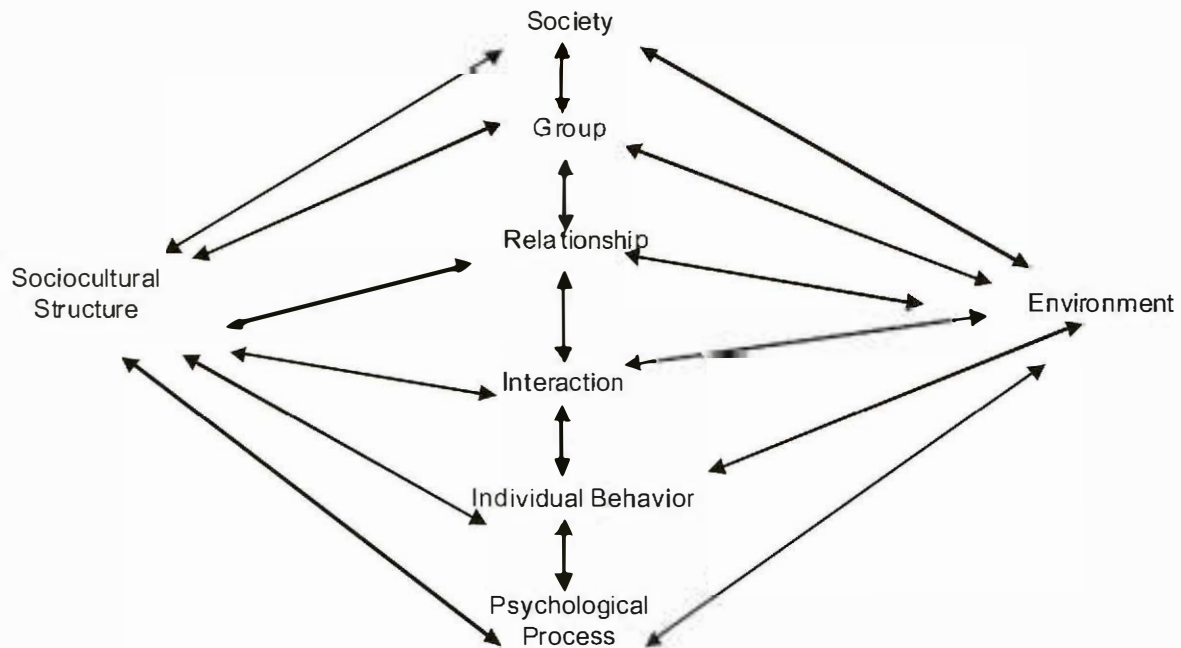 Society
Group
Relationship
Sociocultural
Structure
Environment
Interaction
Individual Behavior
Psychological
Process